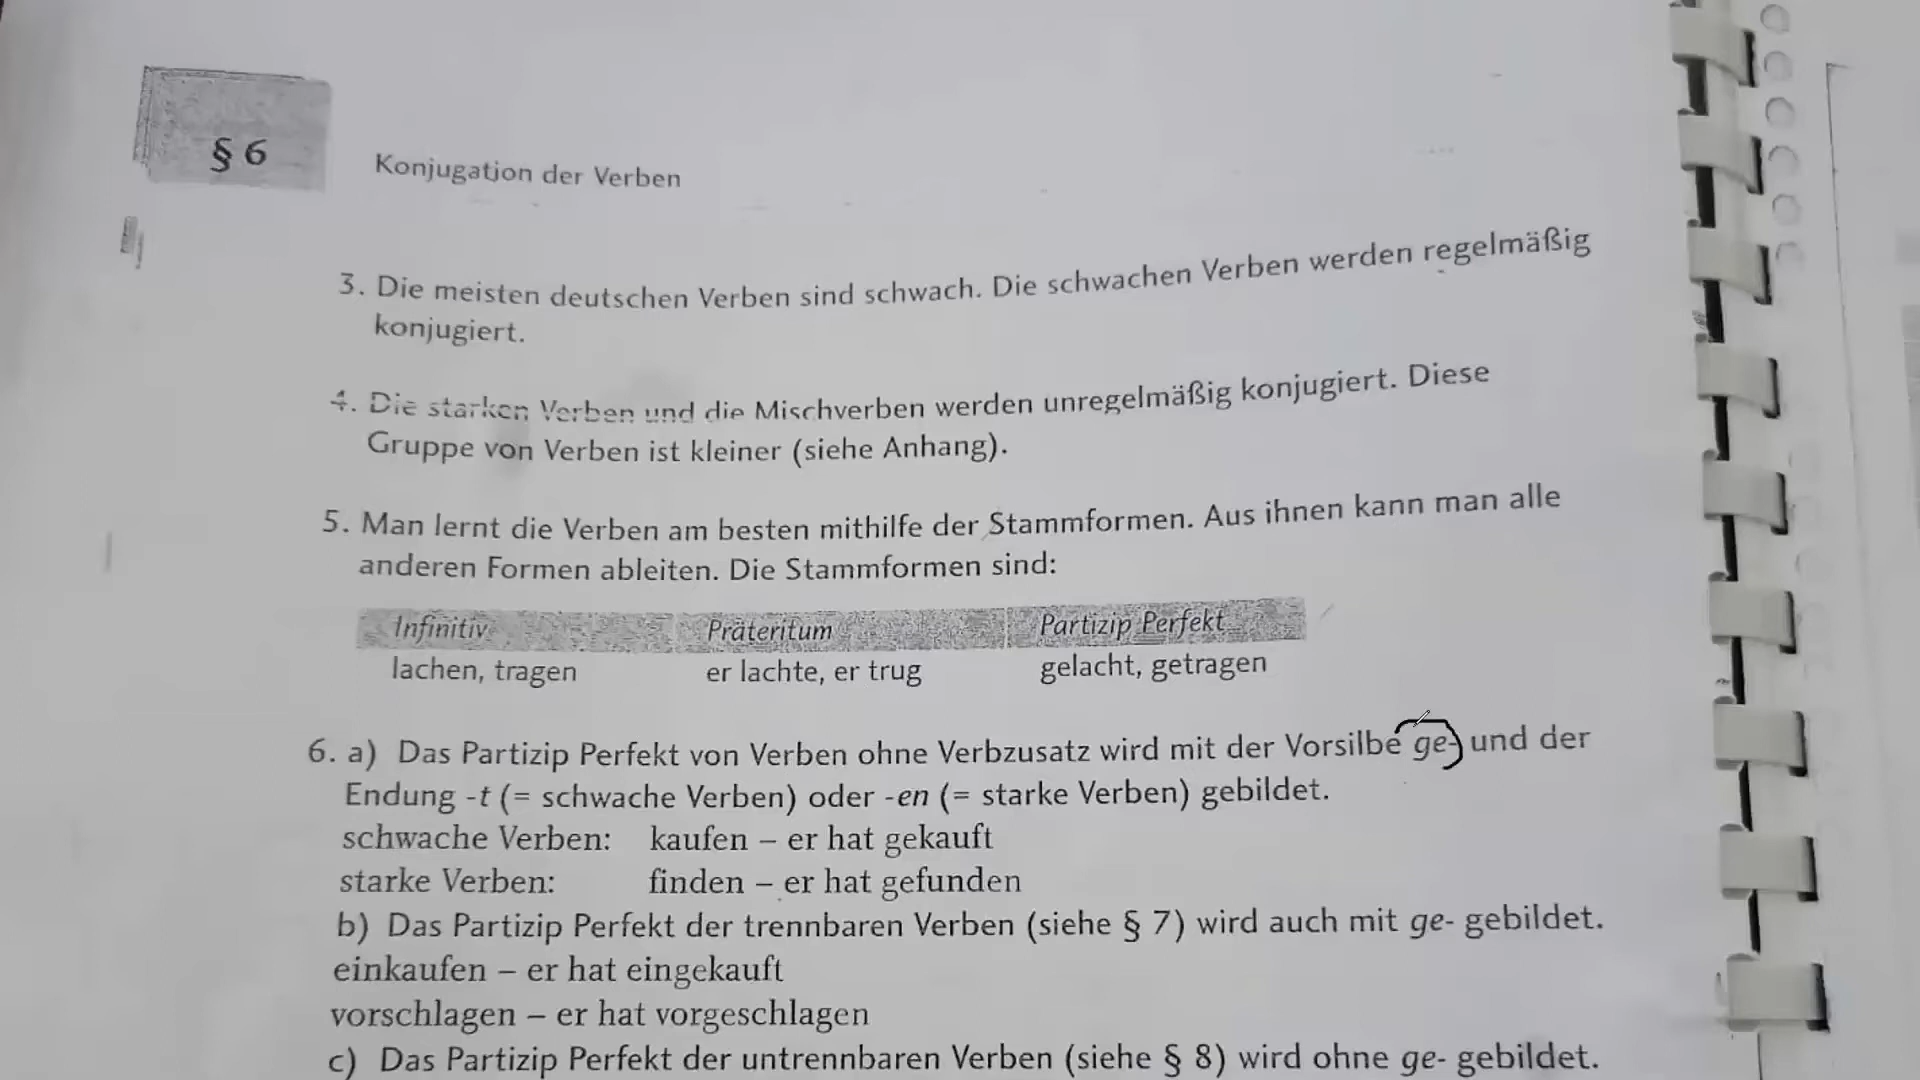 § 6
Konjugation der Verben
3. Die meisten deutschen Verben sind schwach. Die schwachen Verben werden regelmäßig
konjugiert.
4. Die starken Verben und die Mischverben werden unregelmäßig konjugiert. Diese
Gruppe von Verben ist kleiner (siehe Anhang).
5. Man lernt die Verben am besten mithilfe der Stammformen. Aus ihnen kann man alle
anderen Formen ableiten. Die Stammformen sind:
Infinitiv Präteritum Partizip Perfekt
lachen, tragen er lachte, er trug gelacht, getragen
6. a) Das Partizip Perfekt von Verben ohne Verbzusatz wird mit der Vorsilbe ge- und der
Endung -t (= schwache Verben) oder -en (= starke Verben) gebildet.
schwache Verben: kaufen – er hat gekauft
starke Verben: finden – er hat gefunden
b) Das Partizip Perfekt der trennbaren Verben (siehe § 7) wird auch mit ge- gebildet.
einkaufen – er hat eingekauft
vorschlagen – er hat vorgeschlagen
c) Das Partizip Perfekt der untrennbaren Verben (siehe § 8) wird ohne ge- gebildet.